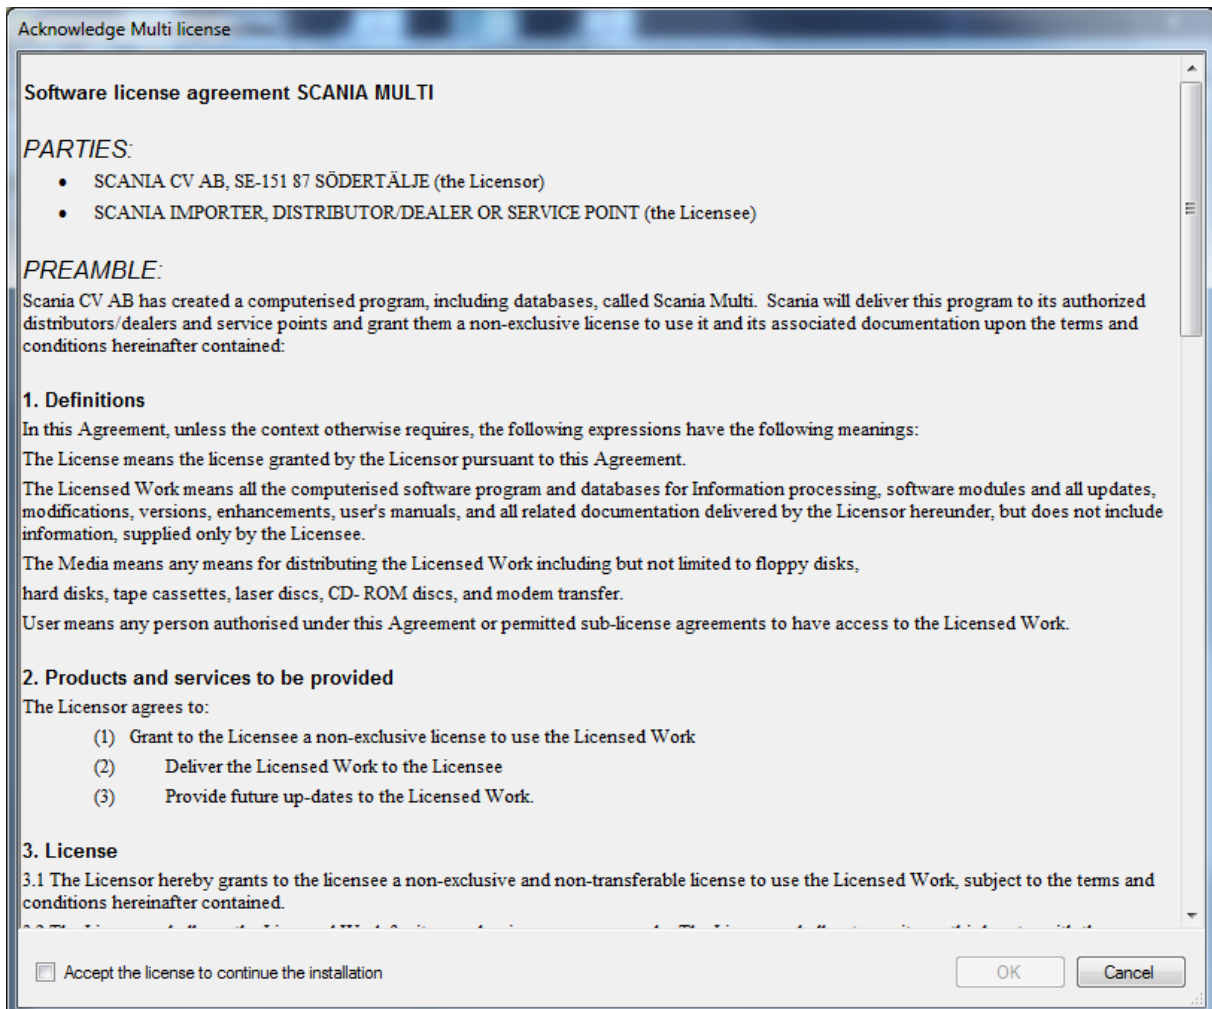 Acknowledge Multi license
Software license agreement SCANIA MULTI
PARTIES:
• SCANIA CV AB, SE-151 87 SÖDERTÄLJE (the Licensor)
• SCANIA IMPORTER, DISTRIBUTOR/DEALER OR SERVICE POINT (the Licensee)
PREAMBLE:
Scania CV AB has created a computerised program, including databases, called Scania Multi.  Scania will deliver this program to its authorized
distributors/dealers and service points and grant them a non-exclusive license to use it and its associated documentation upon the terms and
conditions hereinafter contained:
1. Definitions
In this Agreement, unless the context otherwise requires, the following expressions have the following meanings:
The License means the license granted by the Licensor pursuant to this Agreement.
The Licensed Work means all the computerised software program and databases for Information processing, software modules and all updates,
modifications, versions, enhancements, user's manuals, and all related documentation delivered by the Licensor hereunder, but does not include
information, supplied only by the Licensee.
The Media means any means for distributing the Licensed Work including but not limited to floppy disks,
hard disks, tape cassettes, laser discs, CD- ROM discs, and modem transfer.
User means any person authorised under this Agreement or permitted sub-license agreements to have access to the Licensed Work.
2. Products and services to be provided
The Licensor agrees to:
(1) Grant to the Licensee a non-exclusive license to use the Licensed Work
(2) Deliver the Licensed Work to the Licensee
(3) Provide future up-dates to the Licensed Work.
3. License
3.1 The Licensor hereby grants to the licensee a non-exclusive and non-transferable license to use the Licensed Work, subject to the terms and
conditions hereinafter contained.
Accept the license to continue the installation
OK
Cancel